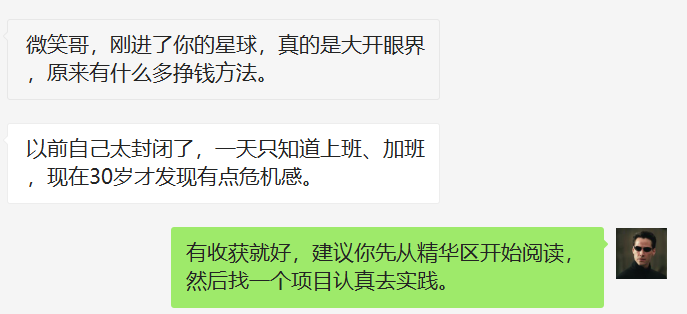 微笑哥，刚进了你的星球，真的是大开眼界
，原来有什么多挣钱方法。
以前自己太封闭了，一天只知道上班、加班
，现在30岁才发现有点危机感。
有收获就好，建议你先从精华区开始阅读，
然后找一个项目认真去实践。